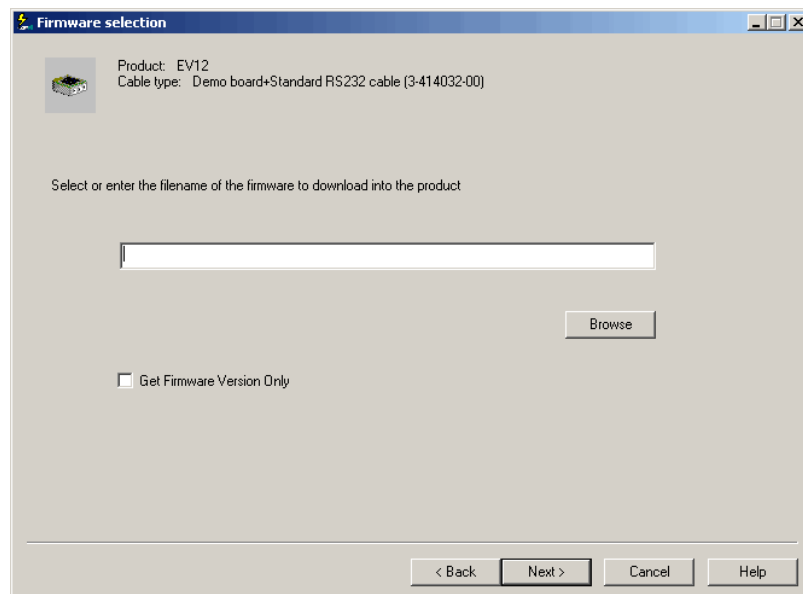 Firmware selection
Product: EV12
Cable type: Demo board+Standard RS232 cable (3-414032-00)
Select or enter the filename of the firmware to download into the product
Browse
Get Firmware Version Only
< Back Next > Cancel Help